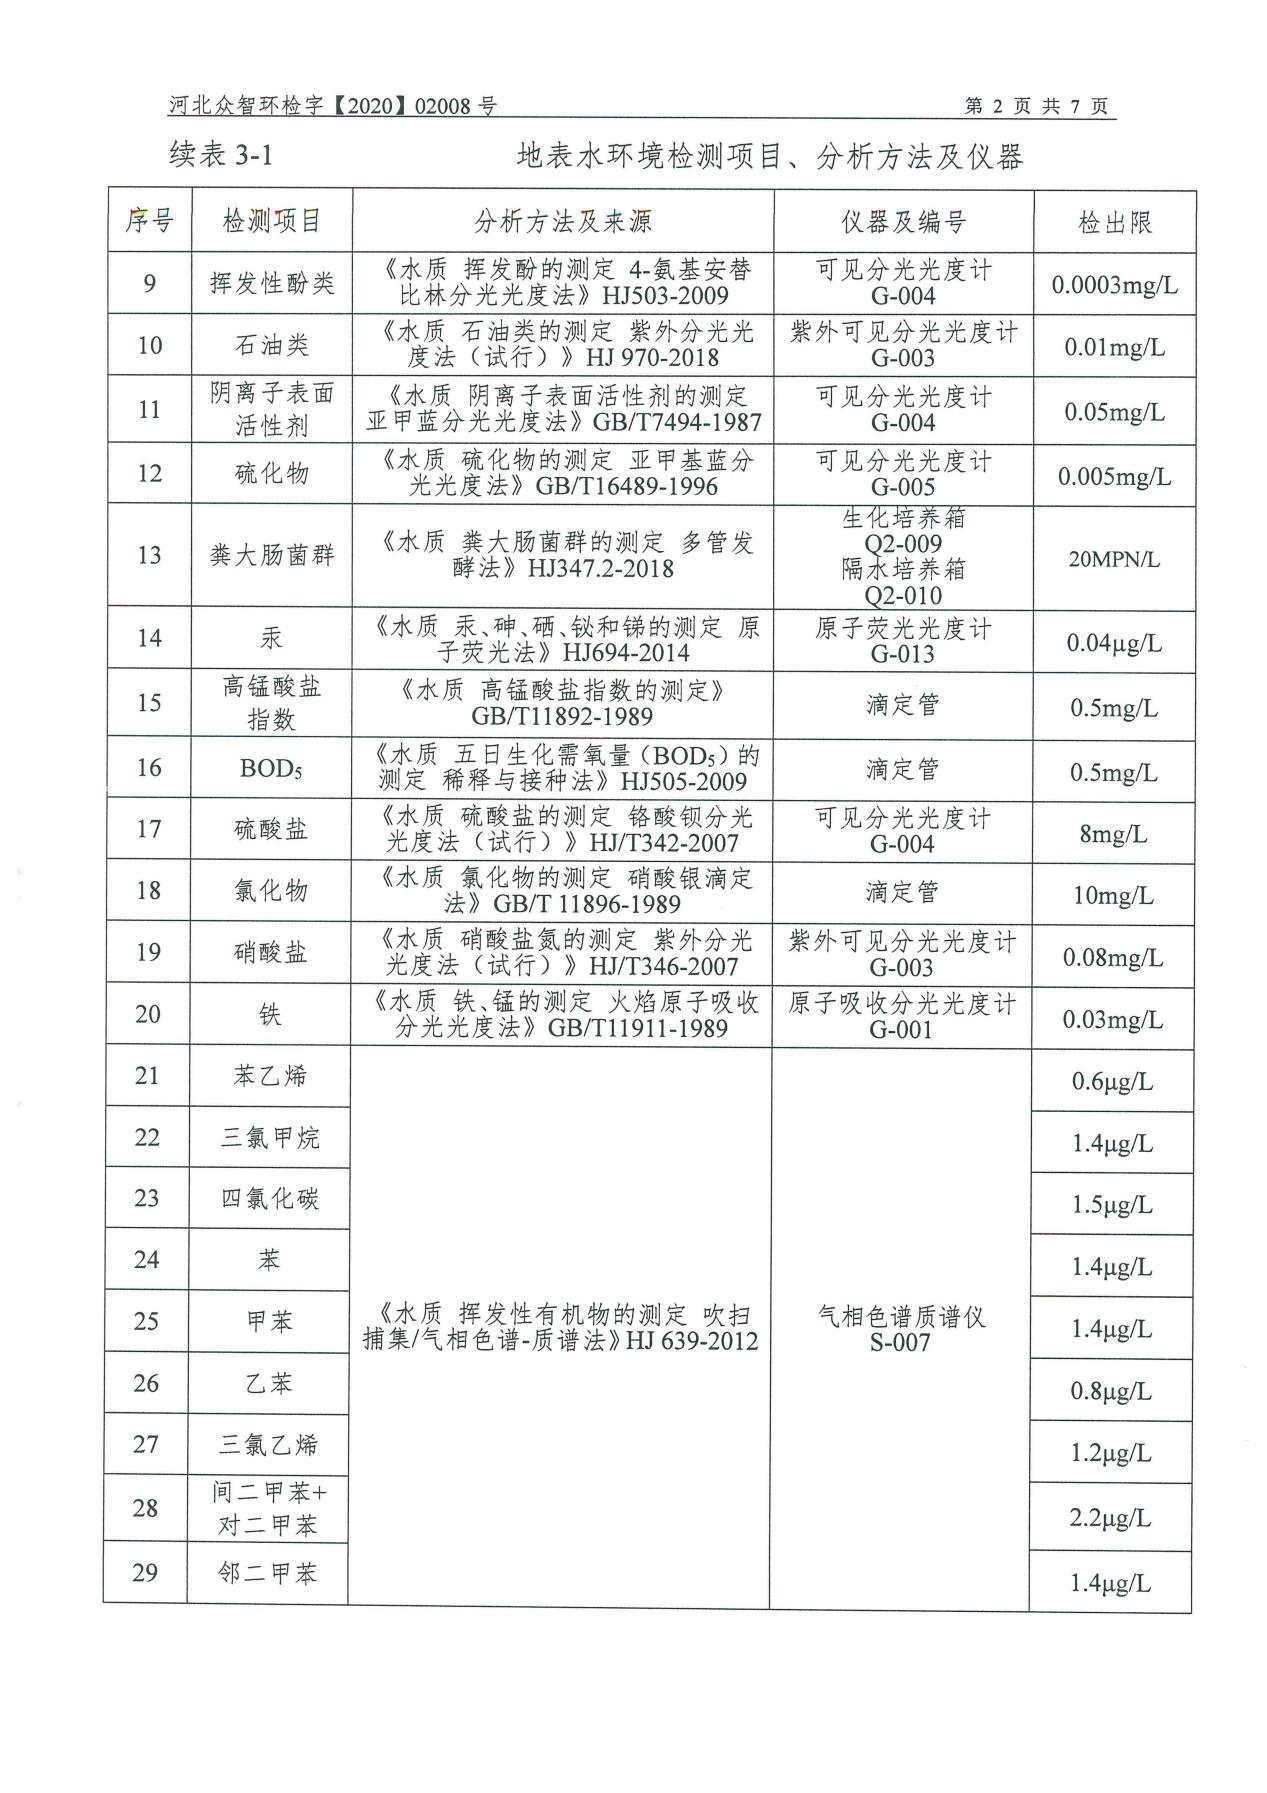 河北众智环检字【2020】02008 号
第 2 页 共 7 页
续表 3-1
地表水环境检测项目、分析方法及仪器
序号 检测项目 分析方法及来源 仪器及编号 检出限
9 挥发性酚类 《水质 挥发酚的测定 4-氨基安替
比林分光光度法》HJ503-2009
可见分光光度计
G-004
0.0003mg/L
10 石油类 《水质 石油类的测定 紫外分光光
度法（试行）》HJ 970-2018
紫外可见分光光度计
G-003
0.01mg/L
11 阴离子表面
活性剂
《水质 阴离子表面活性剂的测定
亚甲蓝分光光度法》GB/T7494-1987
可见分光光度计
G-004
0.05mg/L
12 硫化物 《水质 硫化物的测定 亚甲基蓝分
光光度法》GB/T16489-1996
可见分光光度计
G-005
0.005mg/L
13 粪大肠菌群 《水质 粪大肠菌群的测定 多管发
酵法》HJ347.2-2018
生化培养箱
Q2-009
隔水培养箱
Q2-010
20MPN/L
14 汞 《水质 汞、砷、硒、铋和锑的测定 原
子荧光法》HJ694-2014
原子荧光光度计
G-013
0.04μg/L
15 高锰酸盐
指数
《水质 高锰酸盐指数的测定》
GB/T11892-1989
滴定管
0.5mg/L
16 BOD₅ 《水质 五日生化需氧量（BOD₅）的
测定 稀释与接种法》HJ505-2009
滴定管
0.5mg/L
17 硫酸盐 《水质 硫酸盐的测定 铬酸钡分光
光度法（试行）》HJ/T342-2007
可见分光光度计
G-004
8mg/L
18 氯化物 《水质 氯化物的测定 硝酸银滴定
法》GB/T 11896-1989
滴定管
10mg/L
19 硝酸盐 《水质 硝酸盐氮的测定 紫外分光
光度法（试行）》HJ/T346-2007
紫外可见分光光度计
G-003
0.08mg/L
20 铁 《水质 铁、锰的测定 火焰原子吸收
分光光度法》GB/T11911-1989
原子吸收分光光度计
G-001
0.03mg/L
21 苯乙烯 0.6μg/L
22 三氯甲烷 1.4μg/L
23 四氯化碳 1.5μg/L
24 苯 1.4μg/L
25 甲苯 《水质 挥发性有机物的测定 吹扫
捕集/气相色谱-质谱法》HJ 639-2012
气相色谱质谱仪
S-007
1.4μg/L
26 乙苯 0.8μg/L
27 三氯乙烯 1.2μg/L
28 间二甲苯+
对二甲苯
2.2μg/L
29 邻二甲苯 1.4μg/L